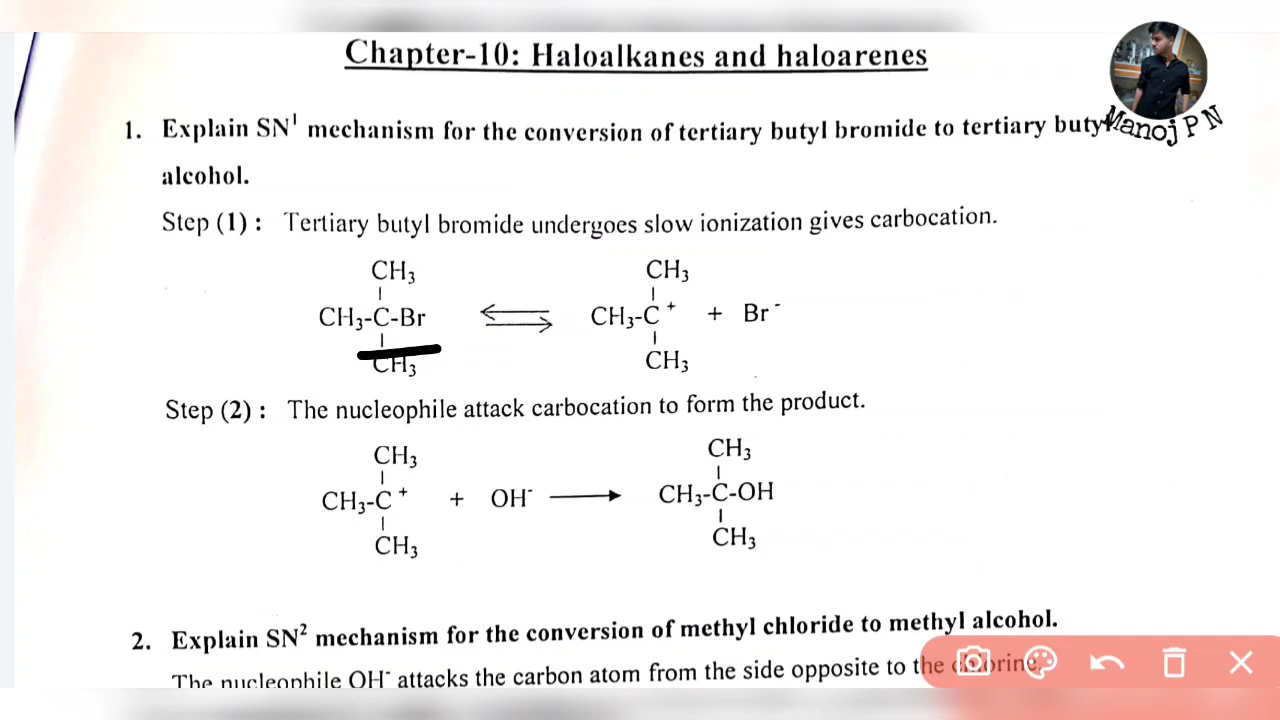 Chapter-10: Haloalkanes and haloarenes
Manoj P N
1. Explain SN¹ mechanism for the conversion of tertiary butyl bromide to tertiary buty
alcohol.
Step (1) : Tertiary butyl bromide undergoes slow ionization gives carbocation.
CH₃ CH₃
CH₃-C-Br ⇌ CH₃-C⁺ + Br⁻
CH₃ CH₃
Step (2) : The nucleophile attack carbocation to form the product.
CH₃ CH₃
CH₃-C⁺ + OH⁻ ⟶ CH₃-C-OH
CH₃ CH₃
2. Explain SN² mechanism for the conversion of methyl chloride to methyl alcohol.
The nucleophile OH⁻ attacks the carbon atom from the side opposite to the chlorine